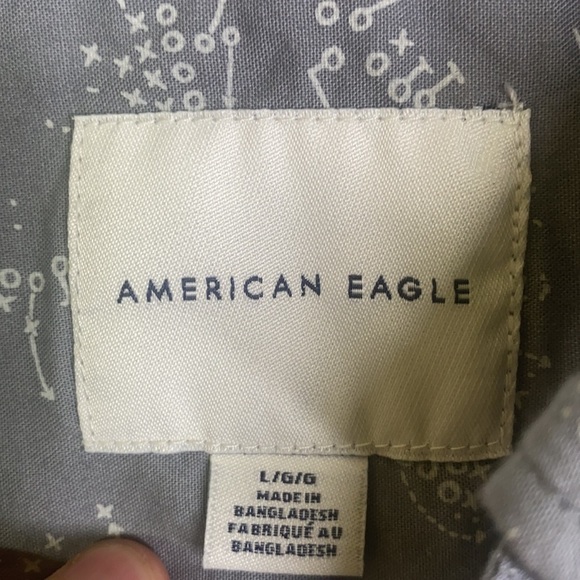 AMERICAN EAGLE
L/G/G
MADE IN
BANGLADESH
FABRIQUÉ AU
BANGLADESH